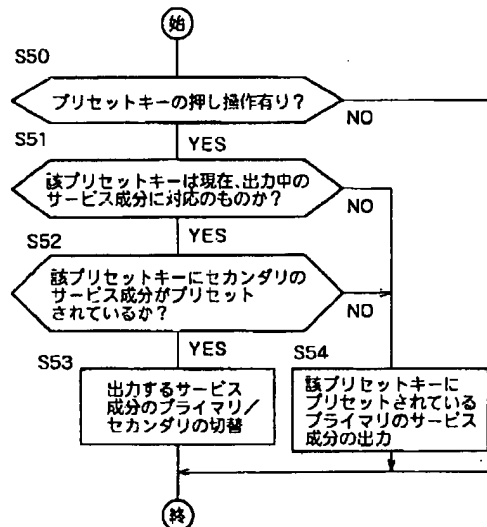 始
S50
プリセットキーの押し操作有り?
NO
YES
S51
該プリセットキーは現在、出力中の
サービス成分に対応のものか?
NO
YES
S52
該プリセットキーにセカンダリの
サービス成分がプリセット
されているか?
NO
YES
S53
出力するサービス
成分のプライマリ/
セカンダリの切替
S54
該プリセットキーに
プリセットされている
プライマリのサービス
成分の出力
終